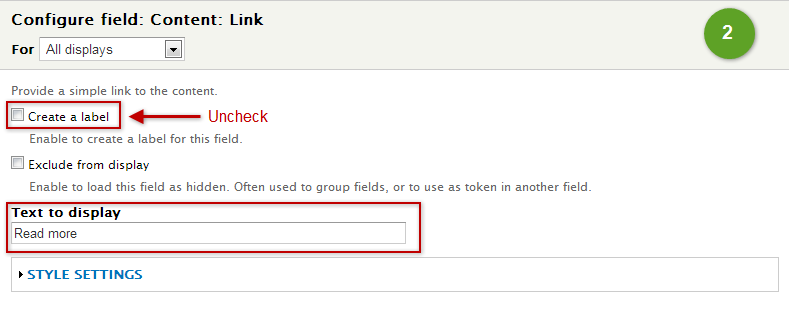 Configure field: Content: Link
2
For All displays
Provide a simple link to the content.
Create a label
Uncheck
Enable to create a label for this field.
Exclude from display
Enable to load this field as hidden. Often used to group fields, or to use as token in another field.
Text to display
Read more
STYLE SETTINGS